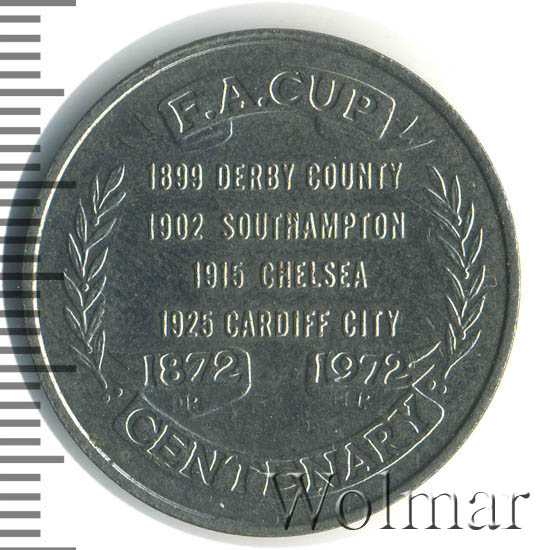 F.A.CUP
1899 DERBY COUNTY
1902 SOUTHAMPTON
1915 CHELSEA
1925 CARDIFF CITY
1872 1972
CENTENARY
Wolmar